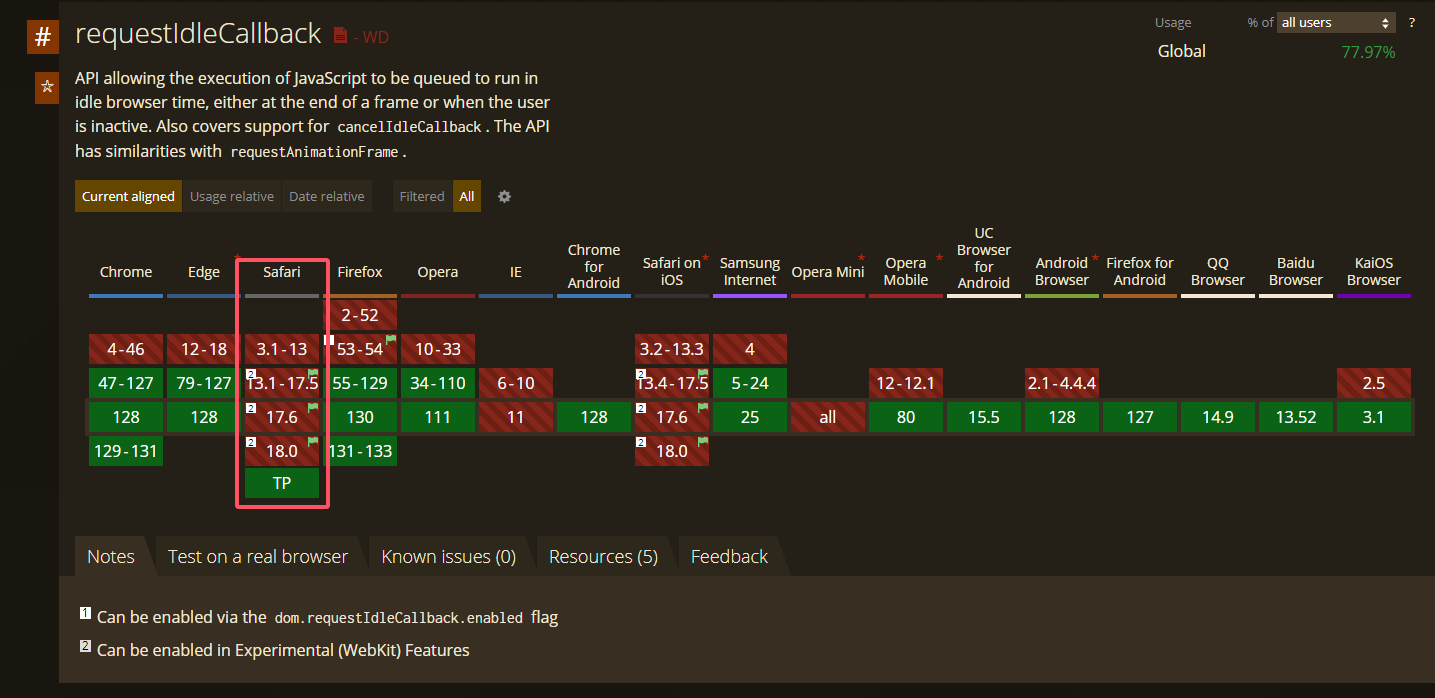 #
requestIdleCallback - WD
Usage % of all users ?
Global 77.97%
API allowing the execution of JavaScript to be queued to run in
idle browser time, either at the end of a frame or when the user
is inactive. Also covers support for cancelIdleCallback . The API
has similarities with requestAnimationFrame .
Current aligned Usage relative Date relative Filtered All
Chrome Edge * Safari Firefox Opera IE Chrome for Android Safari on iOS * Samsung Internet Opera Mini * Opera Mobile * UC Browser for Android Android Browser * Firefox for Android QQ Browser Baidu Browser KaiOS Browser
2-52
4-46 12-18 3.1-13 1 53-54 10-33 3.2-13.3 4
47-127 79-127 2 13.1-17.5 55-129 34-110 6-10 2 13.4-17.5 5-24 12-12.1 2.1-4.4.4 2.5
128 128 2 17.6 130 111 11 128 2 17.6 25 all 80 15.5 128 127 14.9 13.52 3.1
129-131 2 18.0 131-133 2 18.0
TP
Notes Test on a real browser Known issues (0) Resources (5) Feedback
1 Can be enabled via the dom.requestIdleCallback.enabled flag
2 Can be enabled in Experimental (WebKit) Features